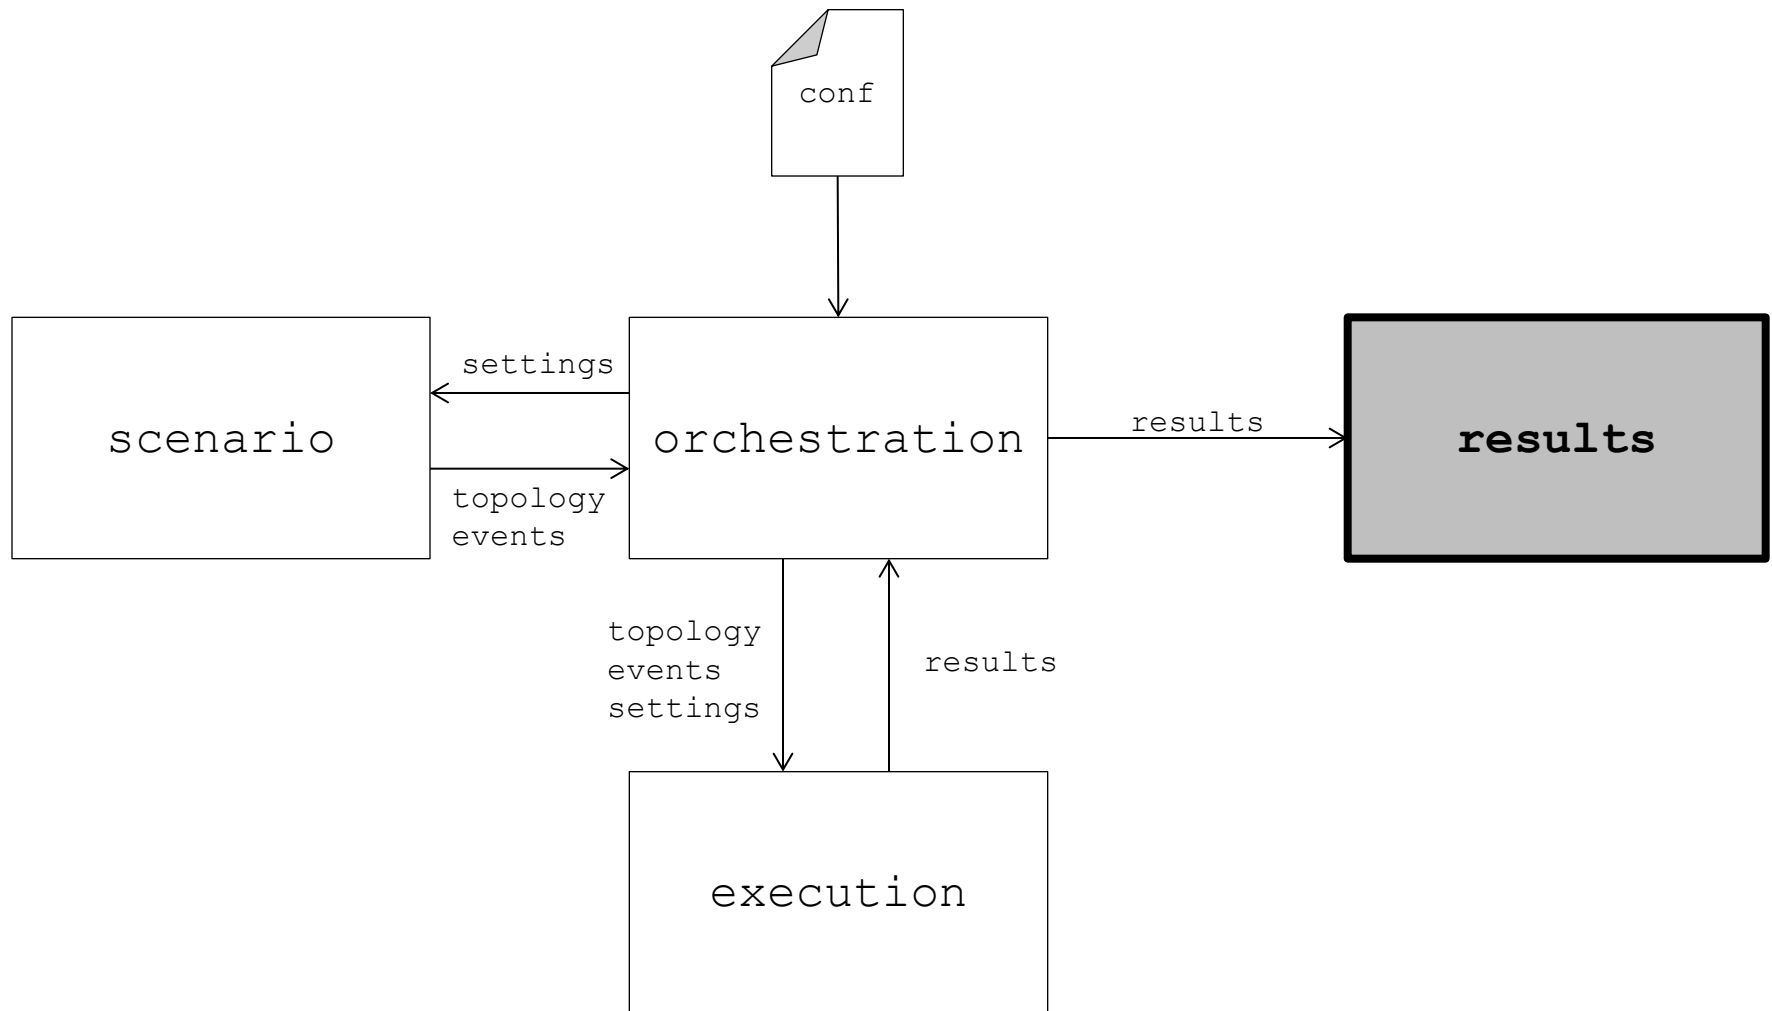 conf
settings
scenario
orchestration
results
results
topology
events
topology
events
settings
results
execution